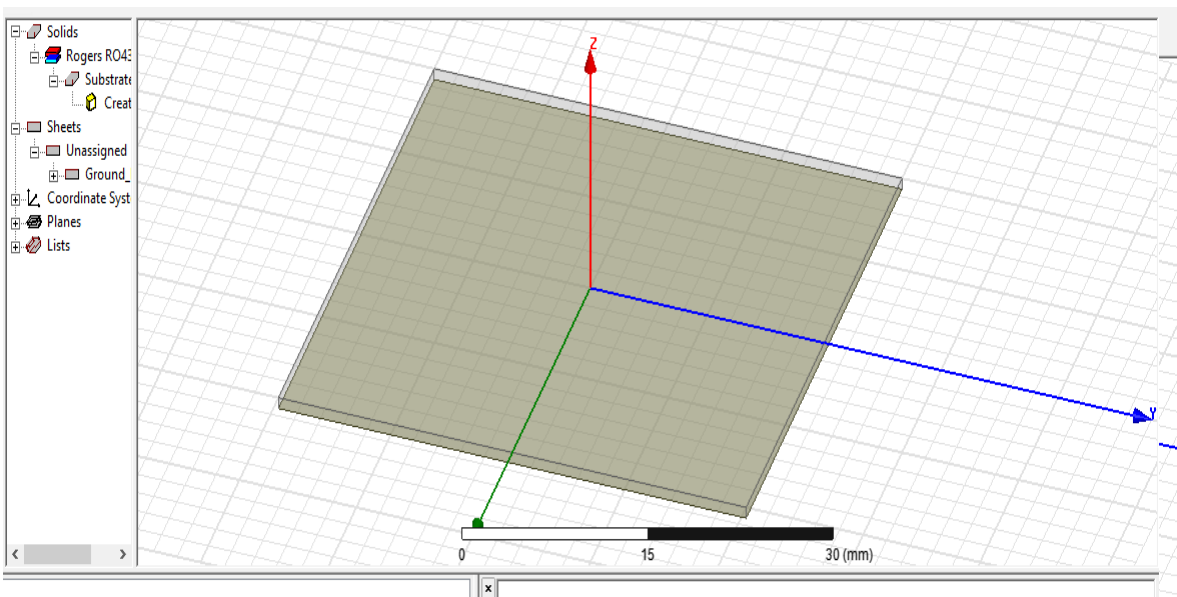 Solids
Rogers RO43
Substrate
Creat
Sheets
Unassigned
Ground_
Coordinate Syst
Planes
Lists
Z
Y
0 15 30 (mm)